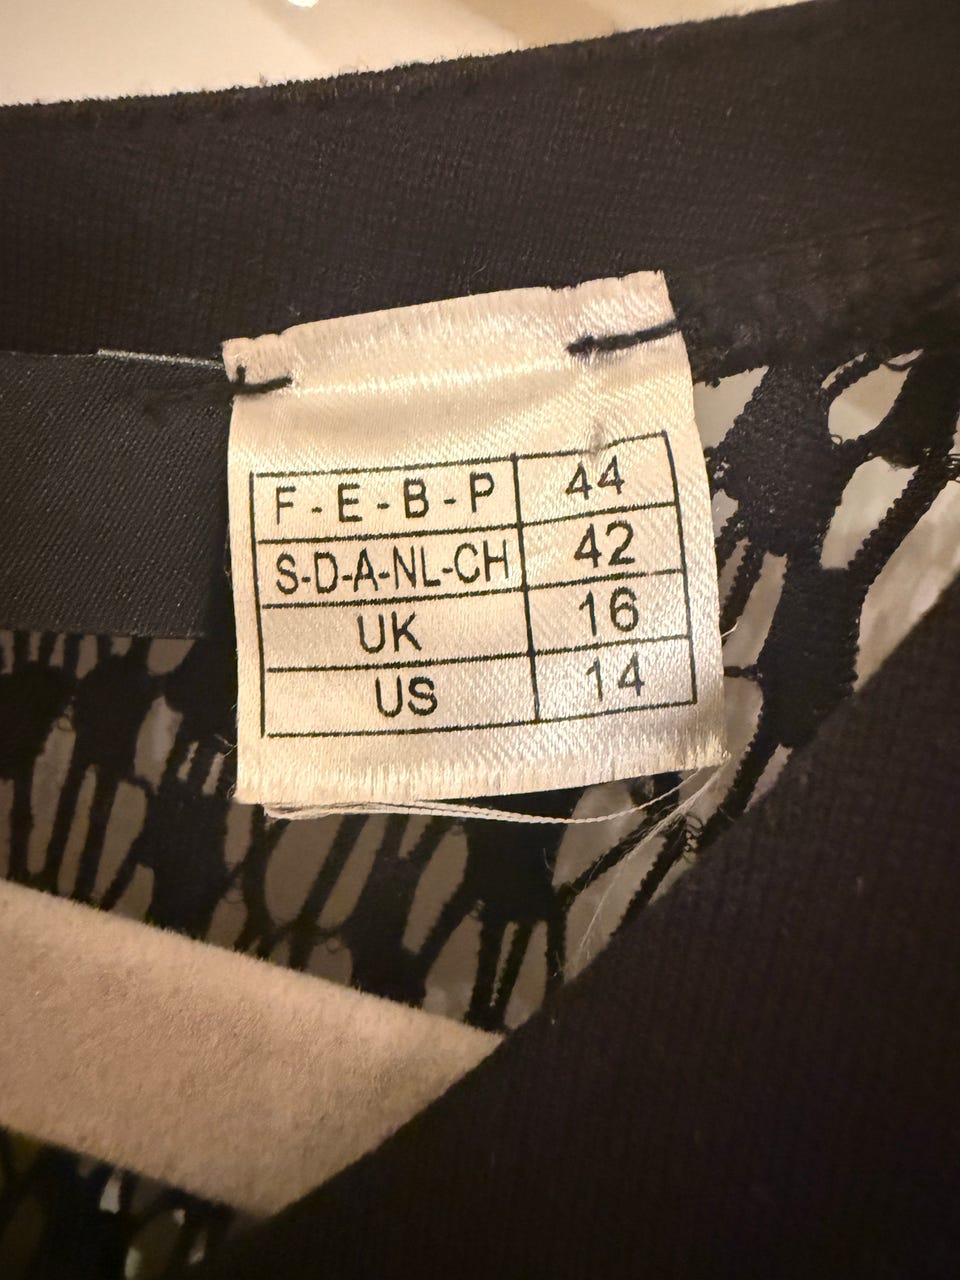 F - E - B - P 44
S-D-A-NL-CH 42
UK 16
US 14